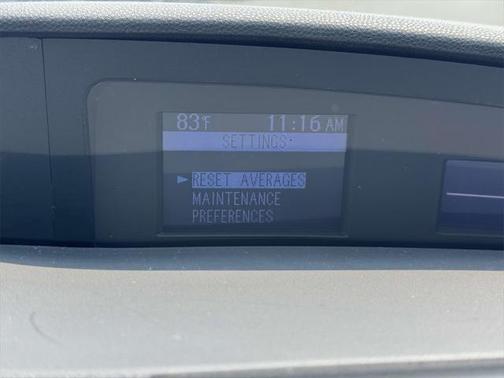 83°F 11:16 AM
SETTINGS
RESET AVERAGES
MAINTENANCE
PREFERENCES